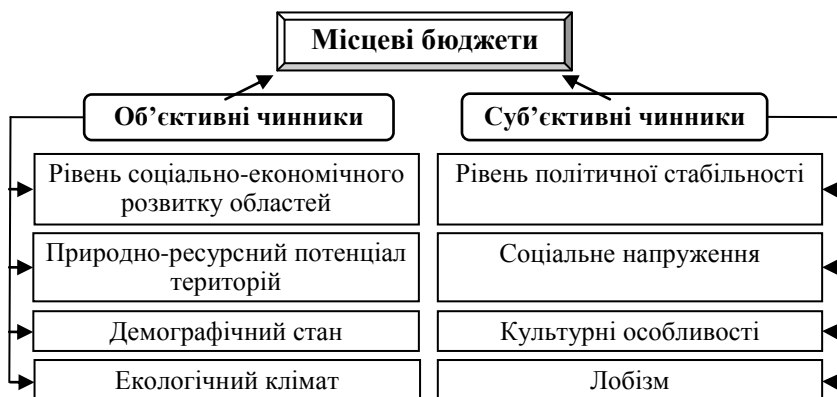 Місцеві бюджети
Об’єктивні чинники
Суб’єктивні чинники
Рівень соціально-економічного
розвитку областей
Рівень політичної стабільності
Природно-ресурсний потенціал
територій
Соціальне напруження
Демографічний стан
Культурні особливості
Екологічний клімат
Лобізм